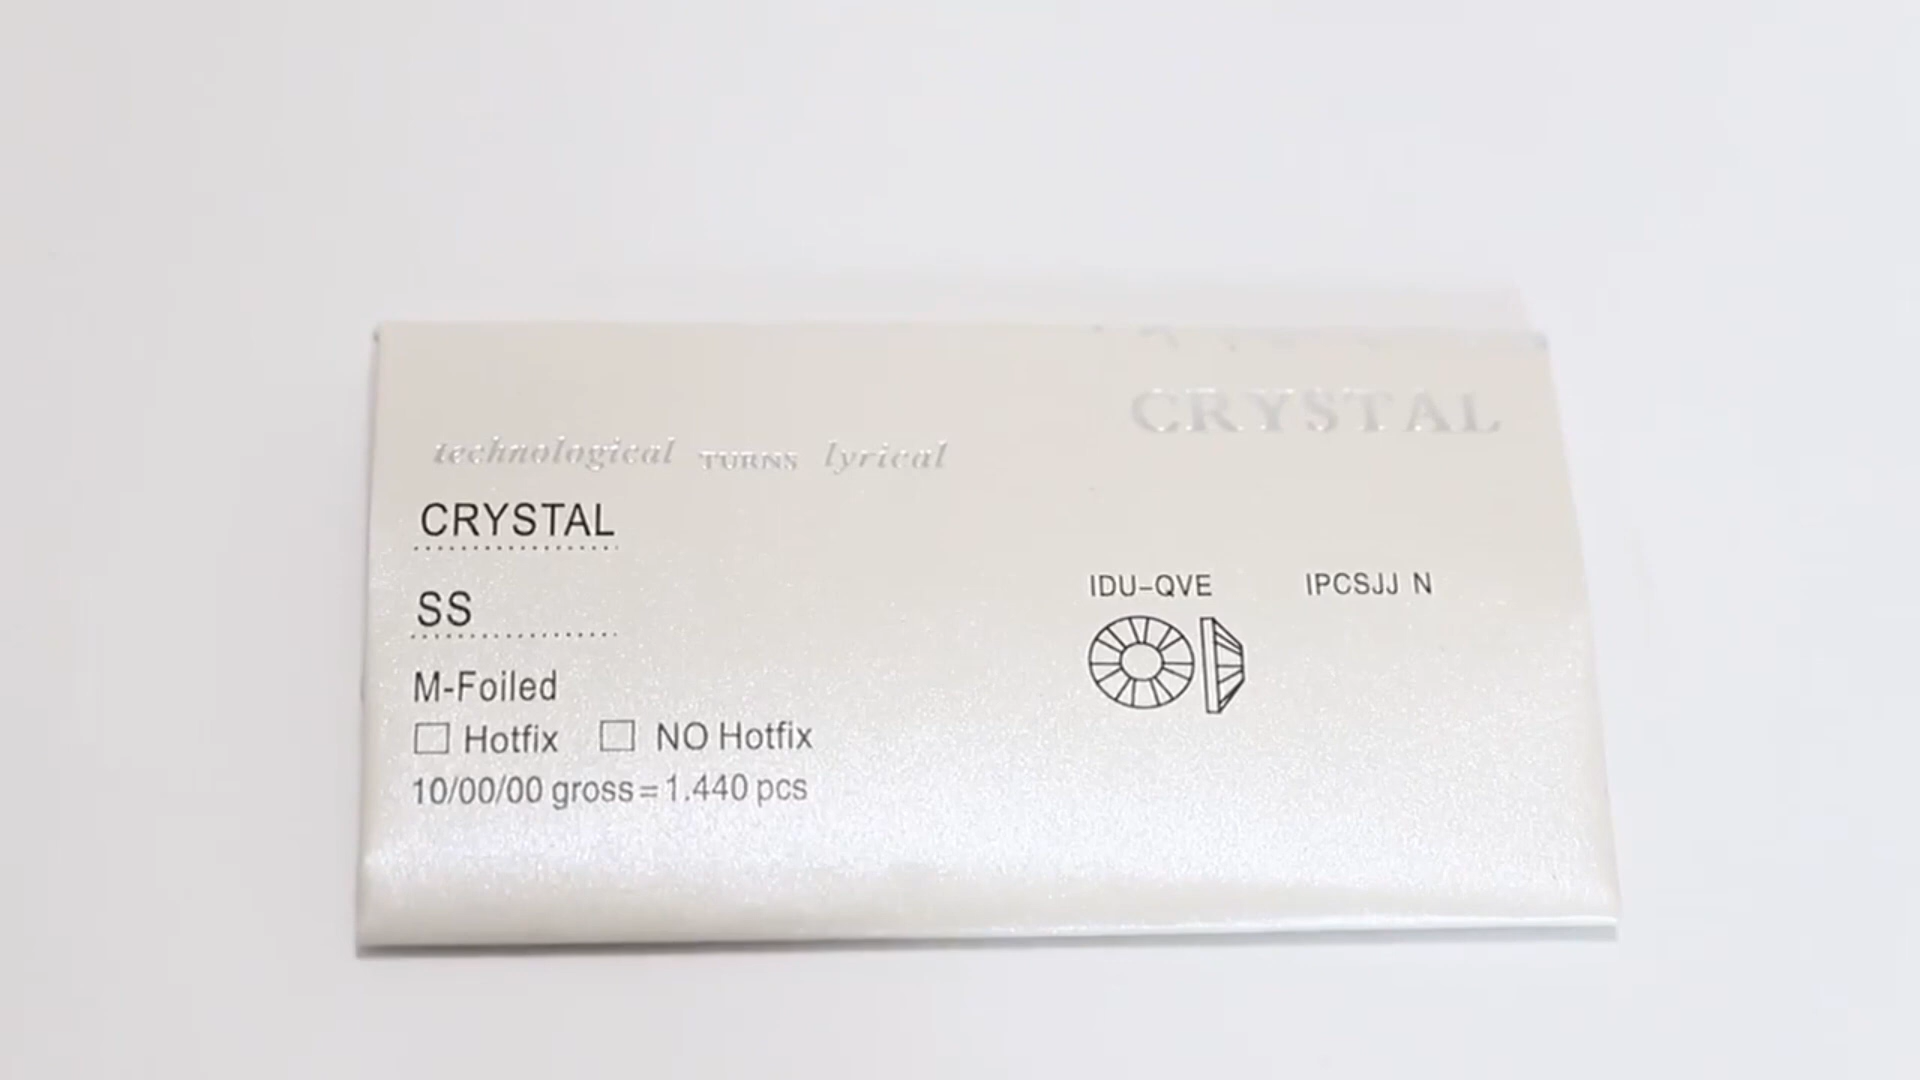 CRYSTAL
technological TURNS lyrical
CRYSTAL
SS
IDU-QVE IPCSJJ N
M-Foiled
Hotfix NO Hotfix
10/00/00 gross=1.440 pcs